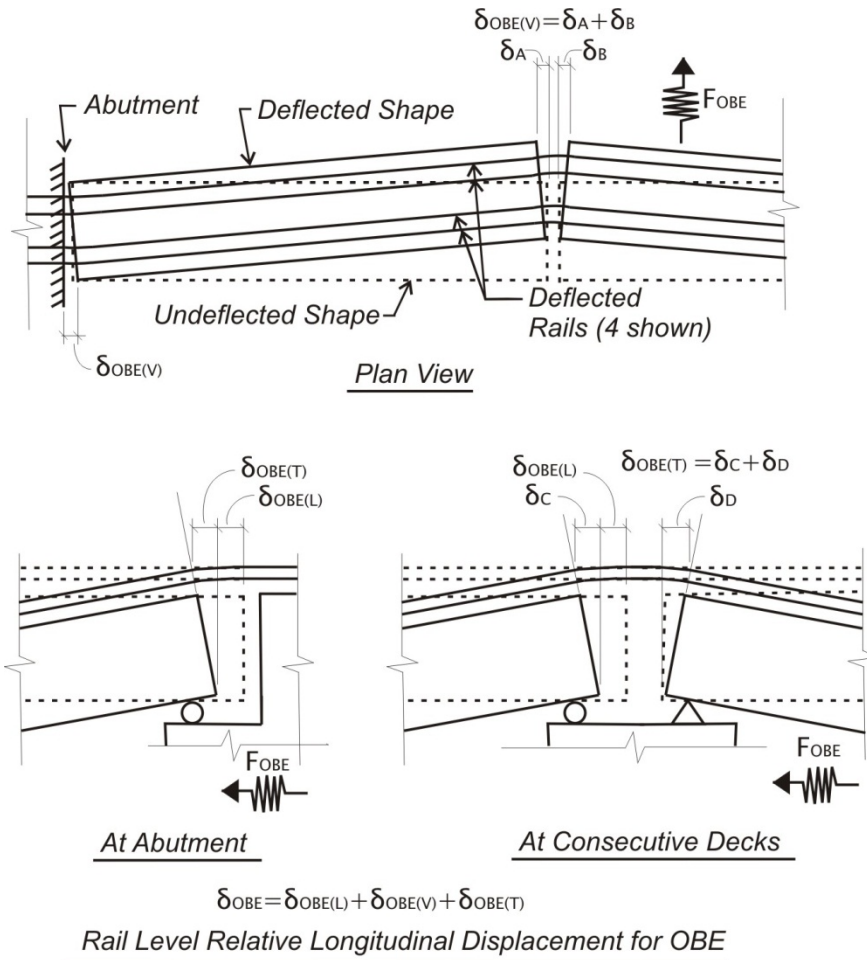 δOBE(V)=δA+δB
δA
δB
FOBE
Abutment
Deflected Shape
Undeflected Shape
Deflected
Rails (4 shown)
δOBE(V)
Plan View
δOBE(T)
δOBE(L)
δOBE(L)
δOBE(T) =δC+δD
δC
δD
FOBE
FOBE
At Abutment
At Consecutive Decks
δOBE=δOBE(L)+δOBE(V)+δOBE(T)
Rail Level Relative Longitudinal Displacement for OBE